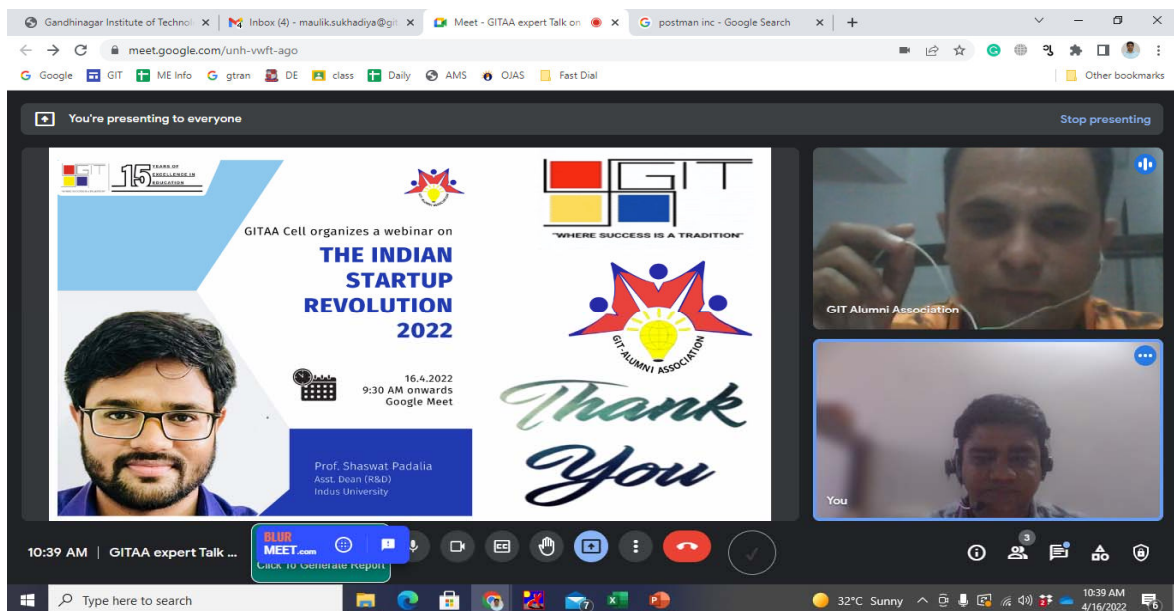 Gandhinagar Institute of Technol
Inbox (4) - maulik.sukhadiya@git
Meet - GITAA expert Talk on
postman inc - Google Search
meet.google.com/unh-vwft-ago
Google
GIT
ME Info
gtran
DE
class
Daily
AMS
OJAS
Fast Dial
Other bookmarks
You're presenting to everyone
Stop presenting
GIT
15 YEARS OF
EXCELLENCE IN
EDUCATION
GITAA Cell organizes a webinar on
THE INDIAN
STARTUP
REVOLUTION
2022
16.4.2022
9:30 AM onwards
Google Meet
Prof. Shaswat Padalia
Asst. Dean (R&D)
Indus University
GIT
"WHERE SUCCESS IS A TRADITION"
GIT-ALUMNI ASSOCIATION
Thank
You
GIT Alumni Association
You
10:39 AM | GITAA expert Talk ...
BLUR
MEET.com
Click To Generate Report
CC
3
Type here to search
7
32°C Sunny
10:39 AM
4/16/2022